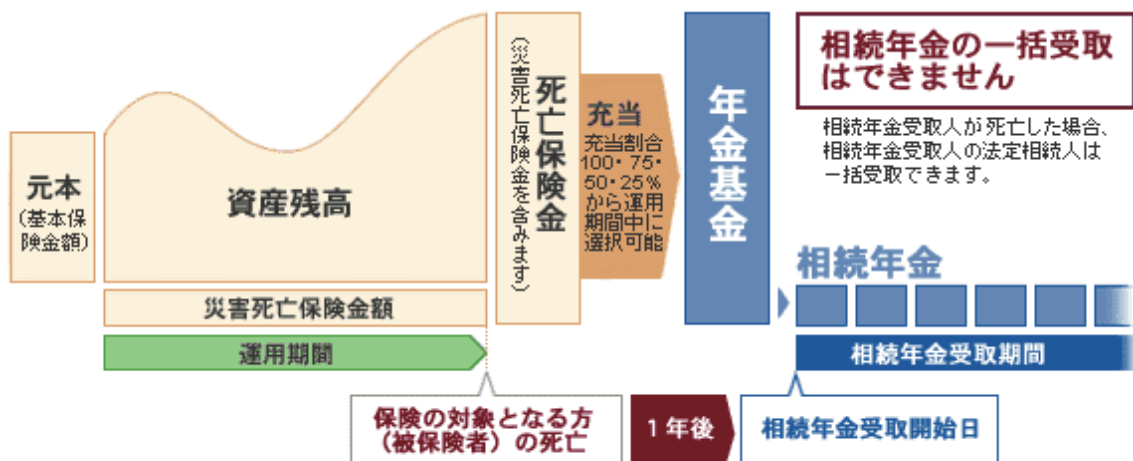 元本
(基本保
険金額)
資産残高
災害死亡保険金額
運用期間
死亡保険金
(災害死亡保険金を含みます)
充当
充当割合
100・75・
50・25%
から運用
期間中に
選択可能
年金基金
相続年金の一括受取
はできません
相続年金受取人が死亡した場合、
相続年金受取人の法定相続人は
一括受取できます。
相続年金
相続年金受取期間
保険の対象となる方
(被保険者)の死亡
1年後
相続年金受取開始日